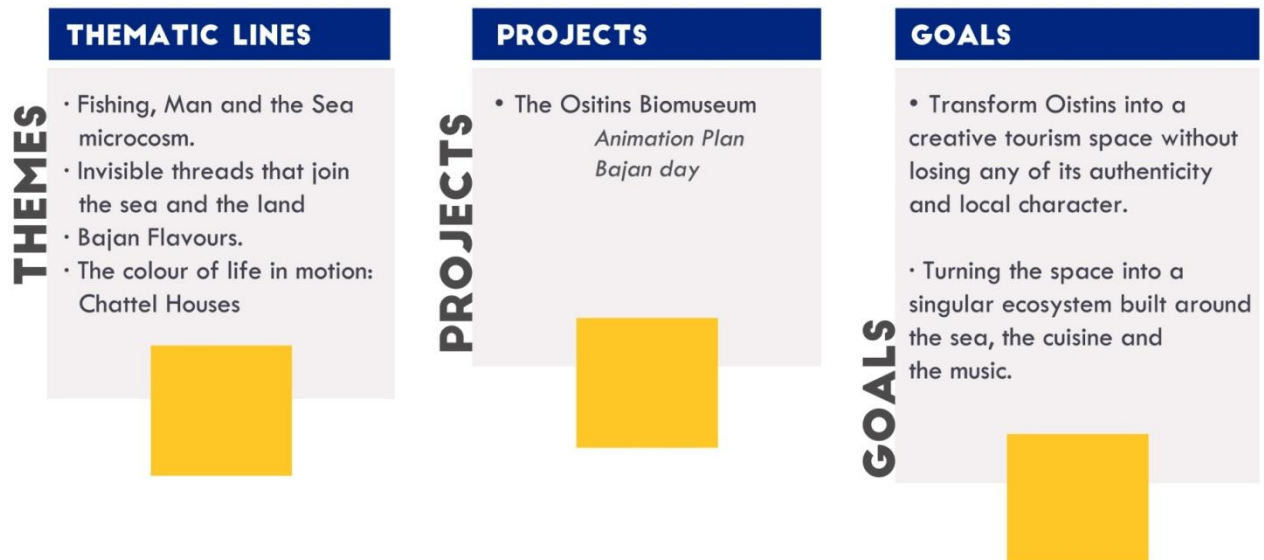 THEMATIC LINES
THEMES
· Fishing, Man and the Sea
microcosm.
· Invisible threads that join
the sea and the land
· Bajan Flavours.
· The colour of life in motion:
Chattel Houses
PROJECTS
PROJECTS
• The Ositins Biomuseum
Animation Plan
Bajan day
GOALS
GOALS
• Transform Oistins into a
creative tourism space without
losing any of its authenticity
and local character.
· Turning the space into a
singular ecosystem built around
the sea, the cuisine and
the music.